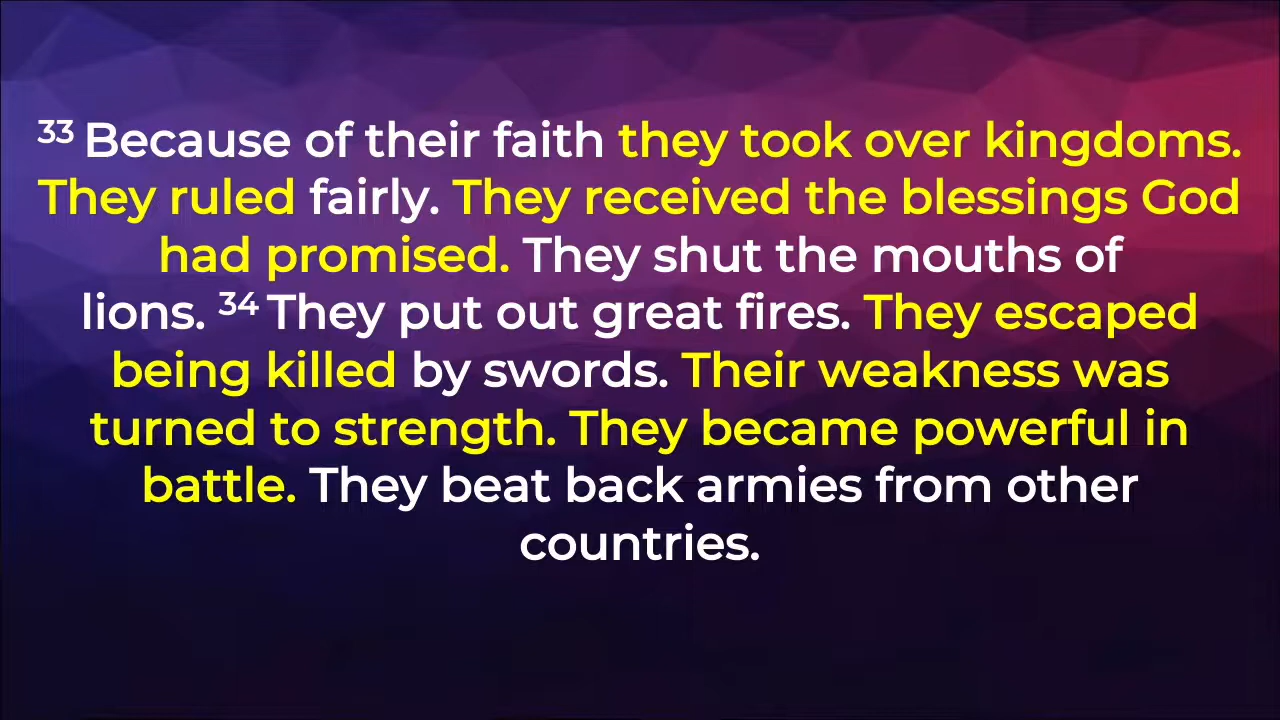 ³³ Because of their faith they took over kingdoms.
They ruled fairly. They received the blessings God
had promised. They shut the mouths of
lions. ³⁴ They put out great fires. They escaped
being killed by swords. Their weakness was
turned to strength. They became powerful in
battle. They beat back armies from other
countries.